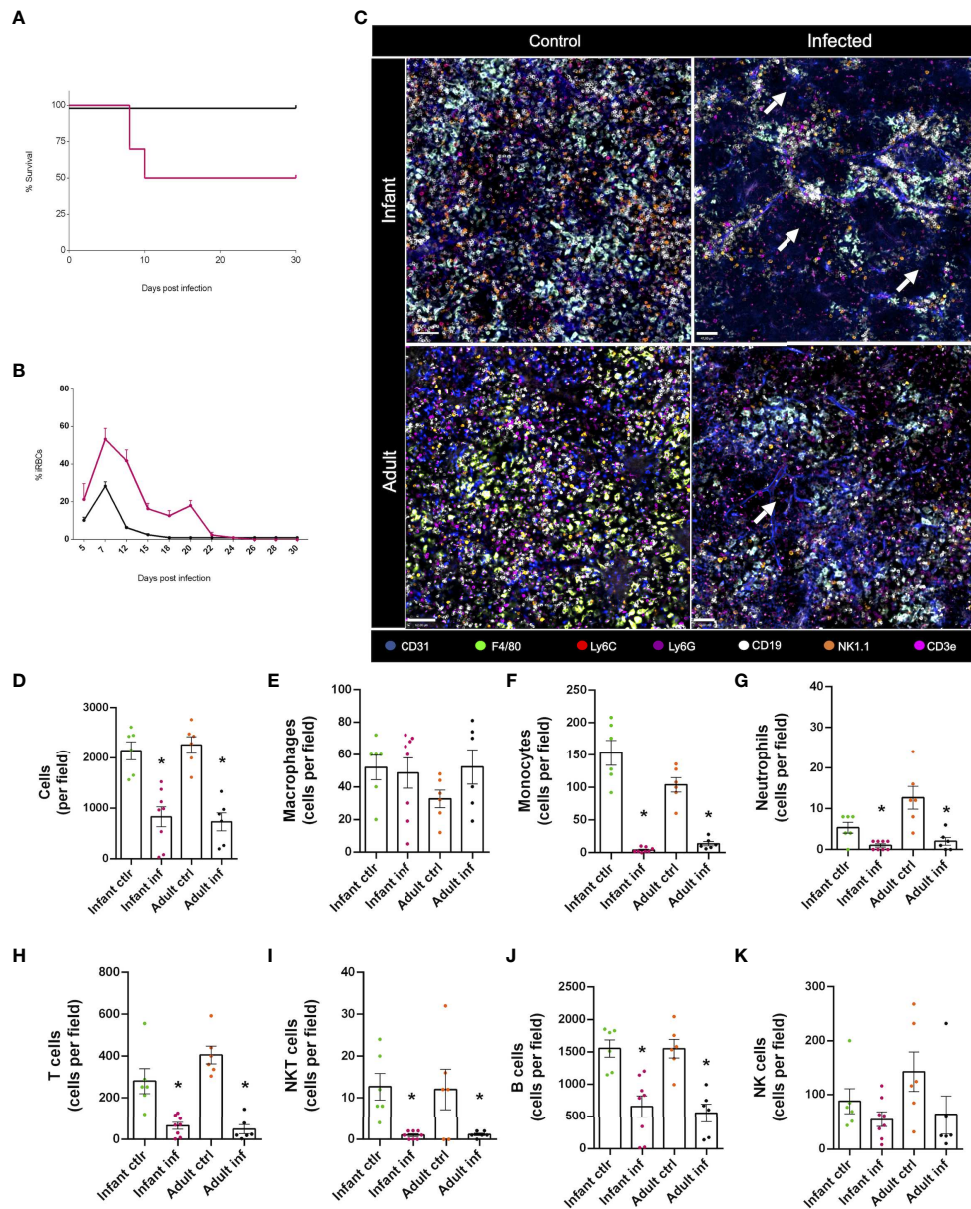 A
100
75
50
25
0
% Survival
0
10
30
Days post infection
B
80
60
40
20
0
% iRBCs
5
7
12
15
18
20
22
24
26
28
30
Days post infection
C
Control
Infected
Infant
Adult
CD31
F4/80
Ly6C
Ly6G
CD19
NK1.1
CD3e
D
3000
2000
1000
0
Cells
(per field)
Infant ctlr
Infant inf
Adult ctrl
Adult inf
*
*
E
100
80
60
40
20
0
Macrophages
(cells per field)
Infant ctlr
Infant inf
Adult ctrl
Adult inf
F
250
200
150
100
50
0
Monocytes
(cells per field)
Infant ctlr
Infant inf
Adult ctrl
Adult inf
*
*
G
40
30
20
10
0
Neutrophils
(cells per field)
Infant ctlr
Infant inf
Adult ctrl
Adult inf
*
*
H
800
600
400
200
0
T cells
(cells per field)
Infant ctlr
Infant inf
Adult ctrl
Adult inf
*
*
I
40
30
20
10
0
NKT cells
(cells per field)
Infant ctlr
Infant inf
Adult ctrl
Adult inf
*
*
J
2500
2000
1500
1000
500
0
B cells
(cells per field)
Infant ctlr
Infant inf
Adult ctrl
Adult inf
*
*
K
400
300
200
100
0
NK cells
(cells per field)
Infant ctlr
Infant inf
Adult ctrl
Adult inf